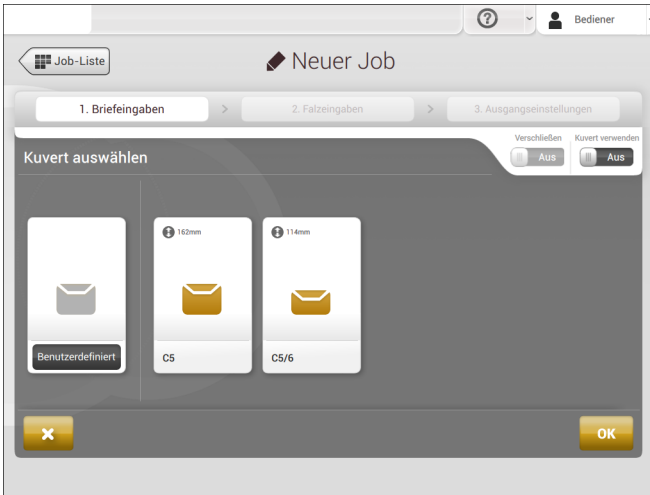 ? Bediener
Job-Liste
Neuer Job
1. Briefeingaben > 2. Falzeingaben > 3. Ausgangseinstellungen
Verschließen Kuvert verwenden
Aus Aus
Kuvert auswählen
162mm 114mm
Benutzerdefiniert C5 C5/6
OK